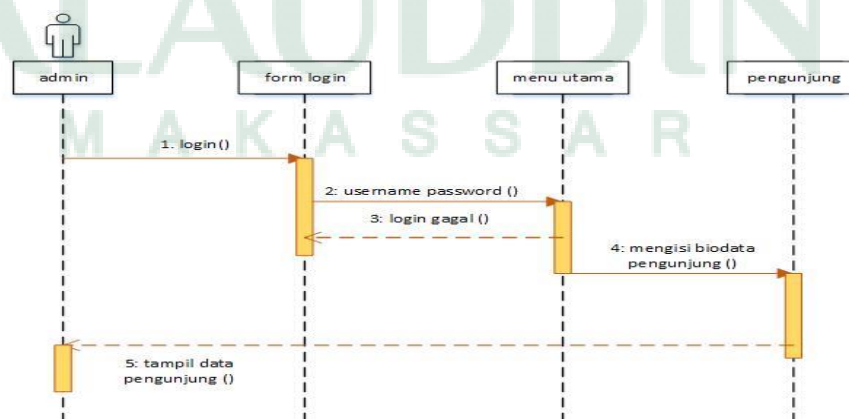 ALAUDDIN
MAKASSAR
admin
form login
menu utama
pengunjung
1. login()
2: username password ()
3: login gagal ()
4: mengisi biodata
pengunjung ()
5: tampil data
pengunjung ()